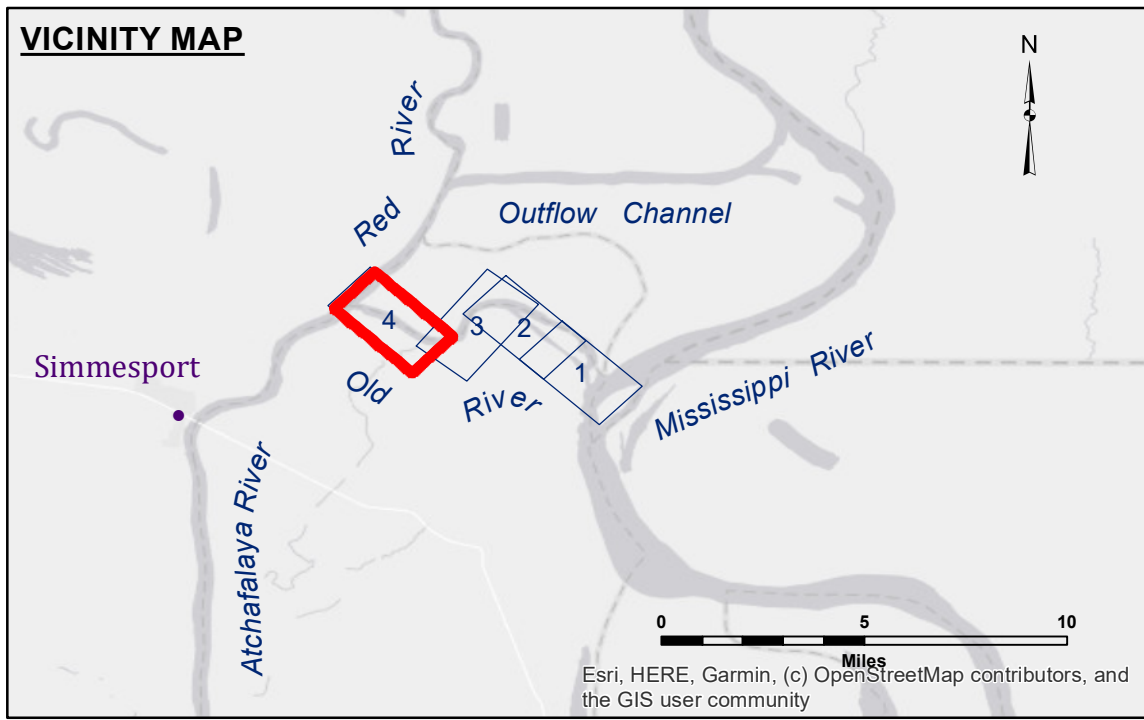 VICINITY MAP
N
Red River
Outflow Channel
4
3
2
1
Simmesport
Old River
Mississippi River
Atchafalaya River
0 5 10
Miles
Esri, HERE, Garmin, (c) OpenStreetMap contributors, and
the GIS user community